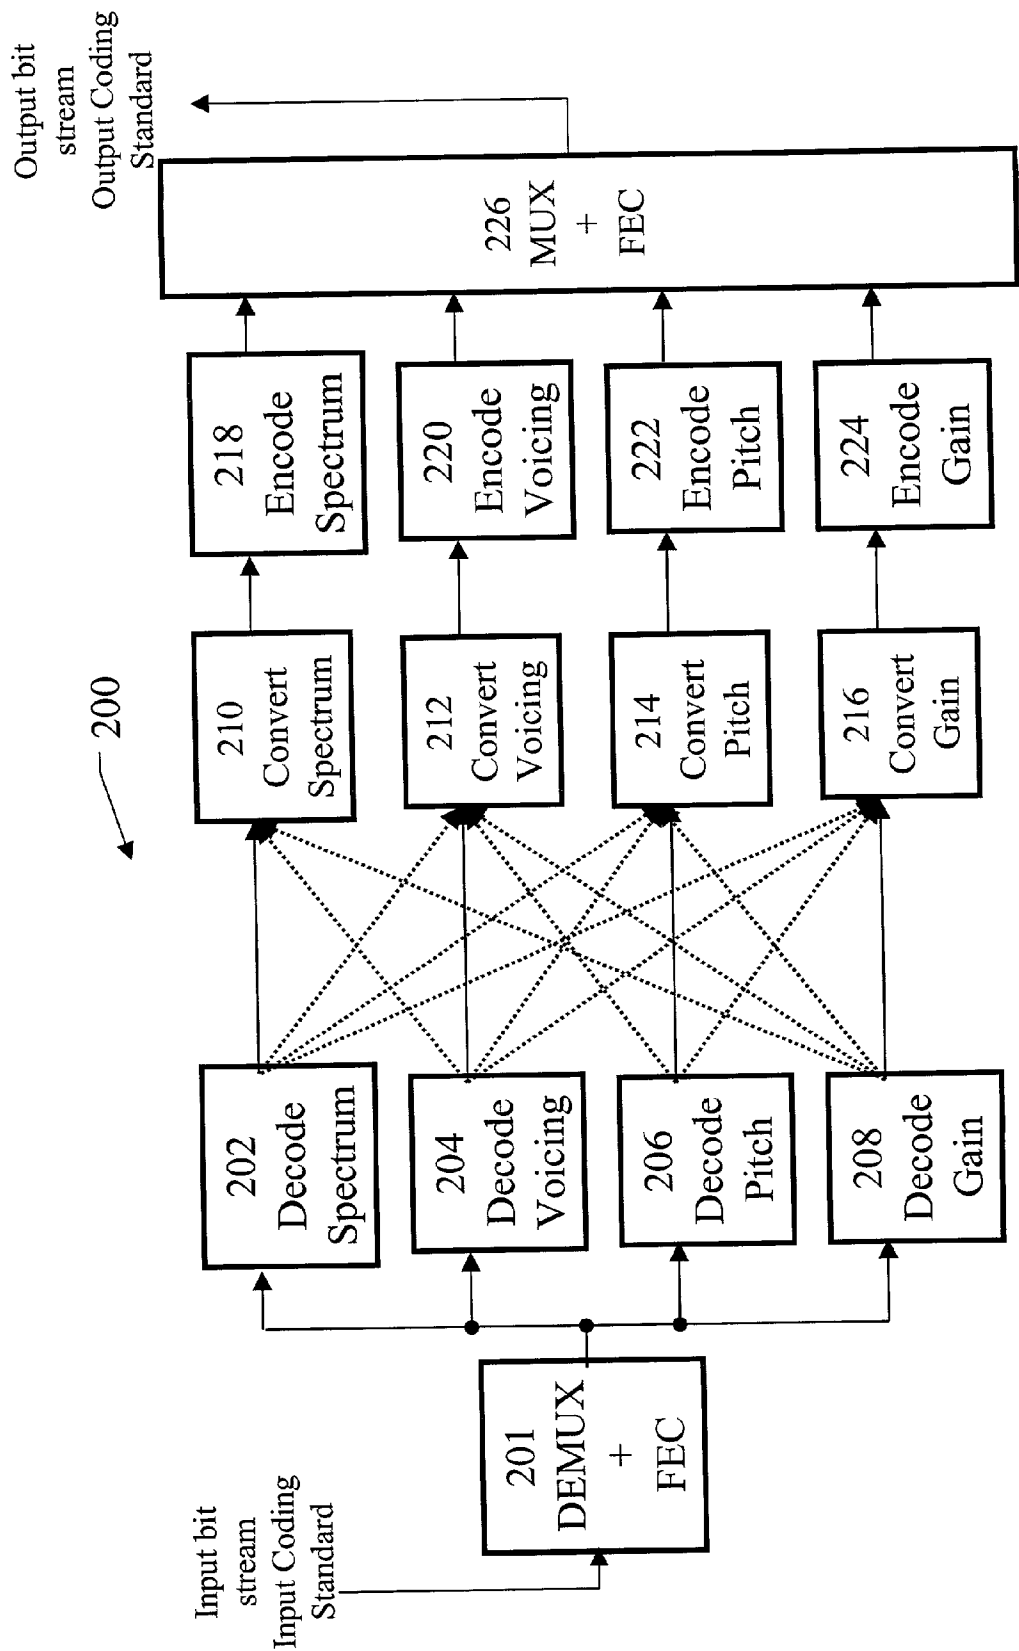 200
Input bit
stream
Input Coding
Standard
201
DEMUX
+
FEC
202
Decode
Spectrum
204
Decode
Voicing
206
Decode
Pitch
208
Decode
Gain
210
Convert
Spectrum
212
Convert
Voicing
214
Convert
Pitch
216
Convert
Gain
218
Encode
Spectrum
220
Encode
Voicing
222
Encode
Pitch
224
Encode
Gain
226
MUX
+
FEC
Output bit
stream
Output Coding
Standard